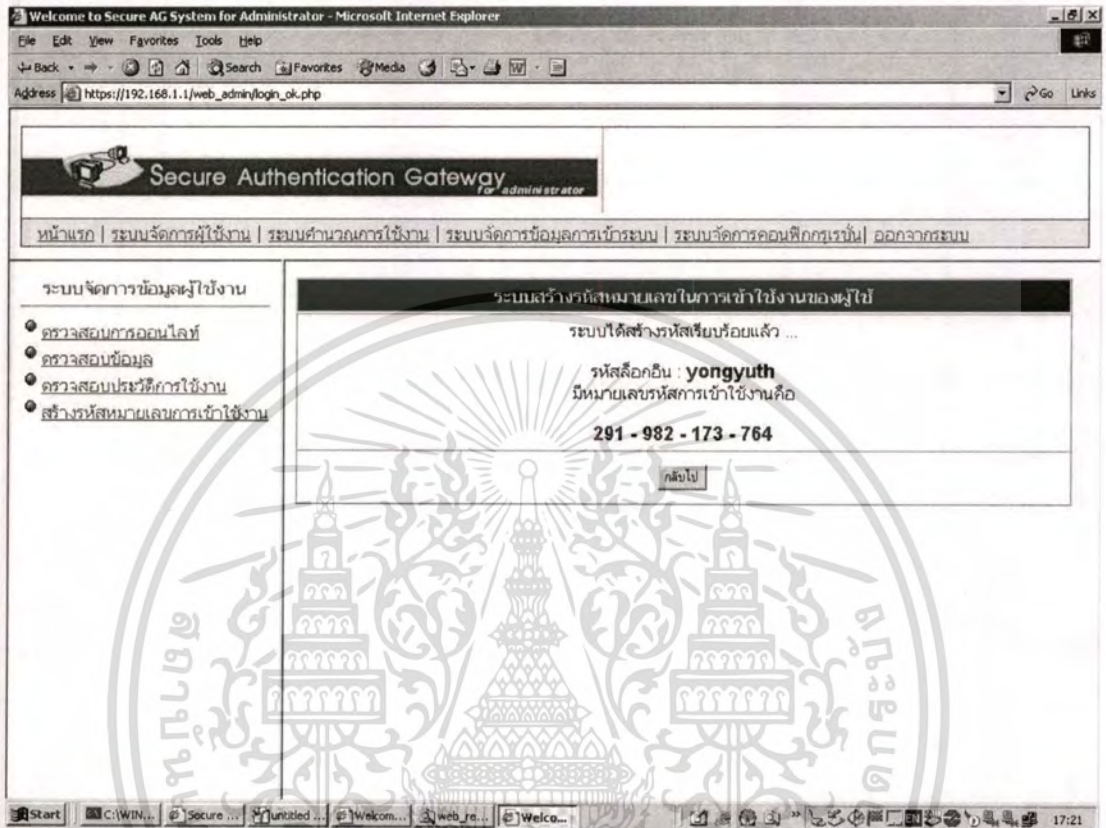 Welcome to Secure AG System for Administrator - Microsoft Internet Explorer
File Edit View Favorites Tools Help
Back Search Favorites Media
Address https://192.168.1.1/web_admin/login_ok.php Go Links
Secure Authentication Gateway
for administrator
หน้าแรก | ระบบจัดการผู้ใช้งาน | ระบบคำนวณการใช้งาน | ระบบจัดการข้อมูลการเข้าระบบ | ระบบจัดการคอนฟิกกุเรชั่น| ออกจากระบบ
ระบบจัดการข้อมูลผู้ใช้งาน
ตรวจสอบการออนไลท์
ตรวจสอบข้อมูล
ตรวจสอบประวัติการใช้งาน
สร้างรหัสหมายเลขการเข้าใช้งาน
ระบบสร้างรหัสหมายเลขในการเข้าใช้งานของผู้ใช้
ระบบได้สร้างรหัสเรียบร้อยแล้ว ...
รหัสล็อกอิน : yongyuth
มีหมายเลขรหัสการเข้าใช้งานคือ
291 - 982 - 173 - 764
กลับไป
Start C:\WIN... Secure ... untitled ... Welcom... web_re... Welco... EN 17:21